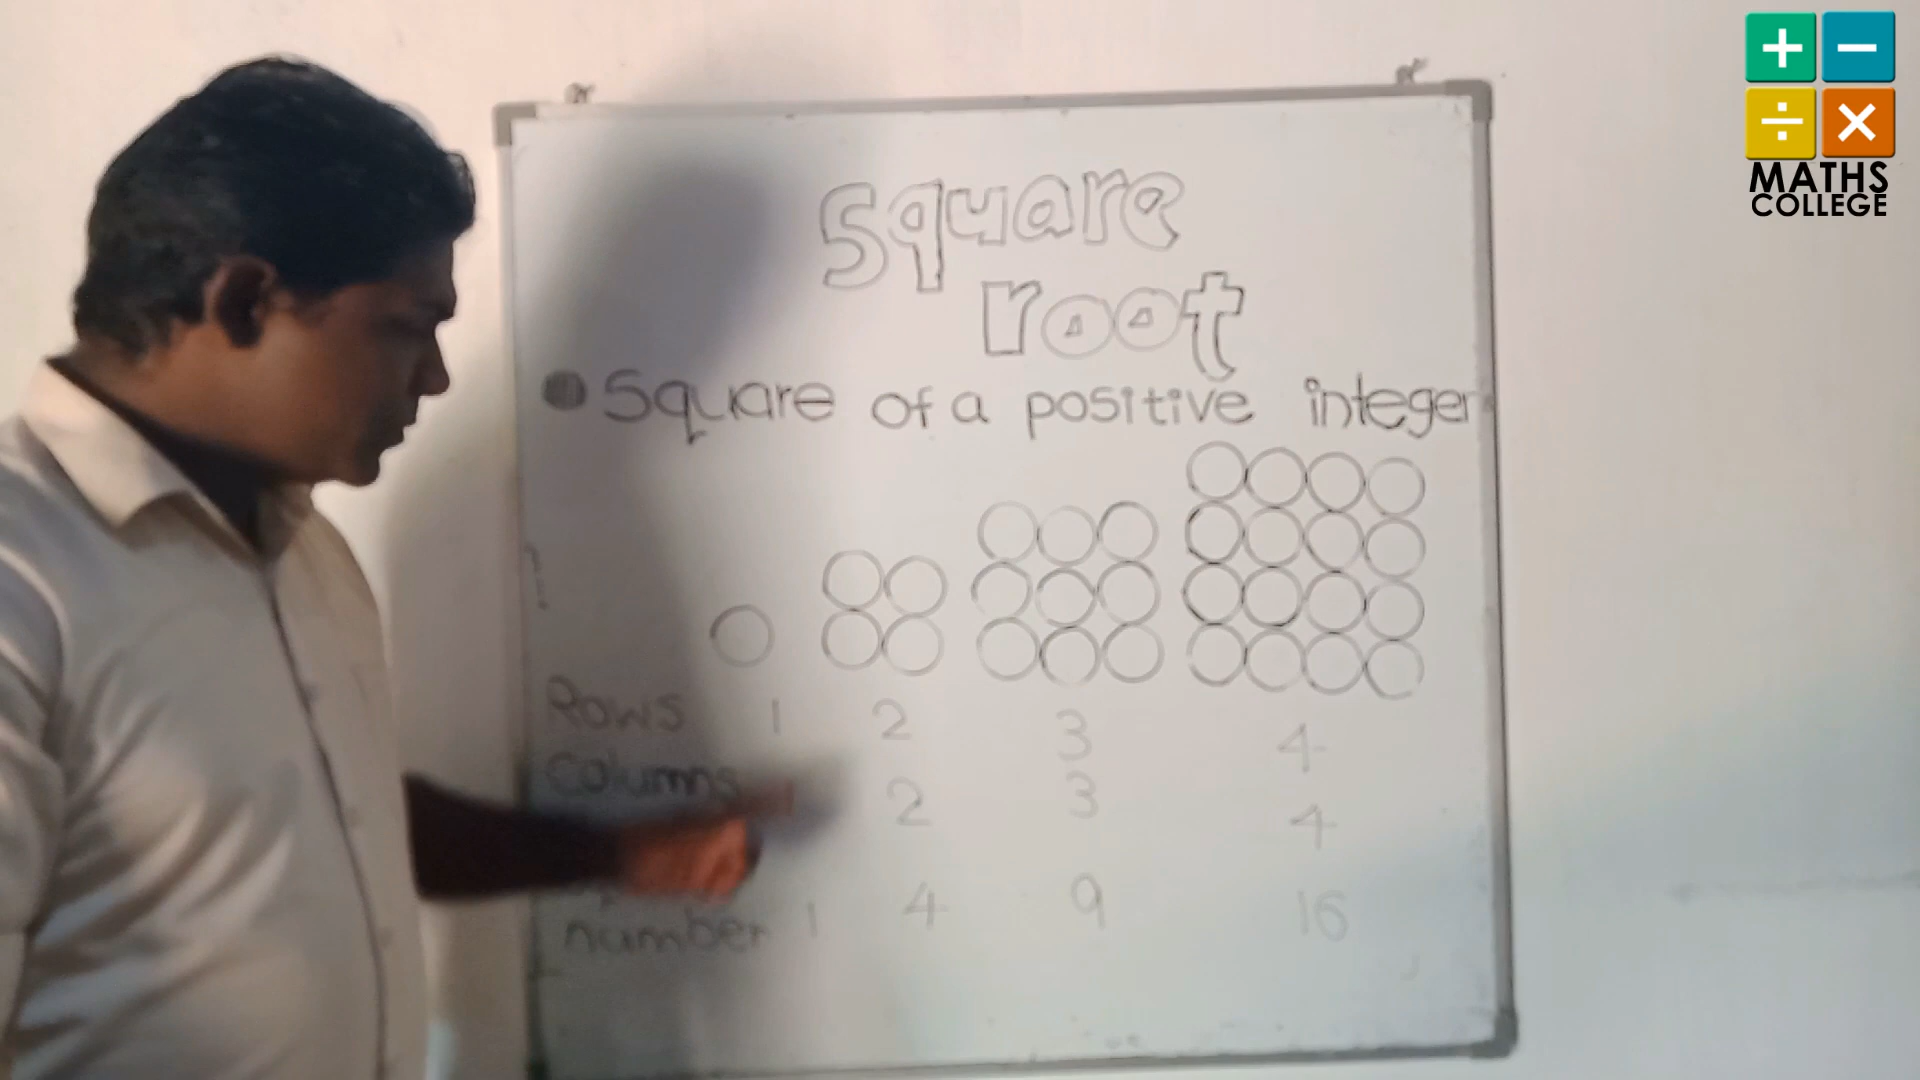 MATHS
COLLEGE
Square
root
Square of a positive integer
Rows 1 2 3 4
Columns 2 3 4
number 1 4 9 16